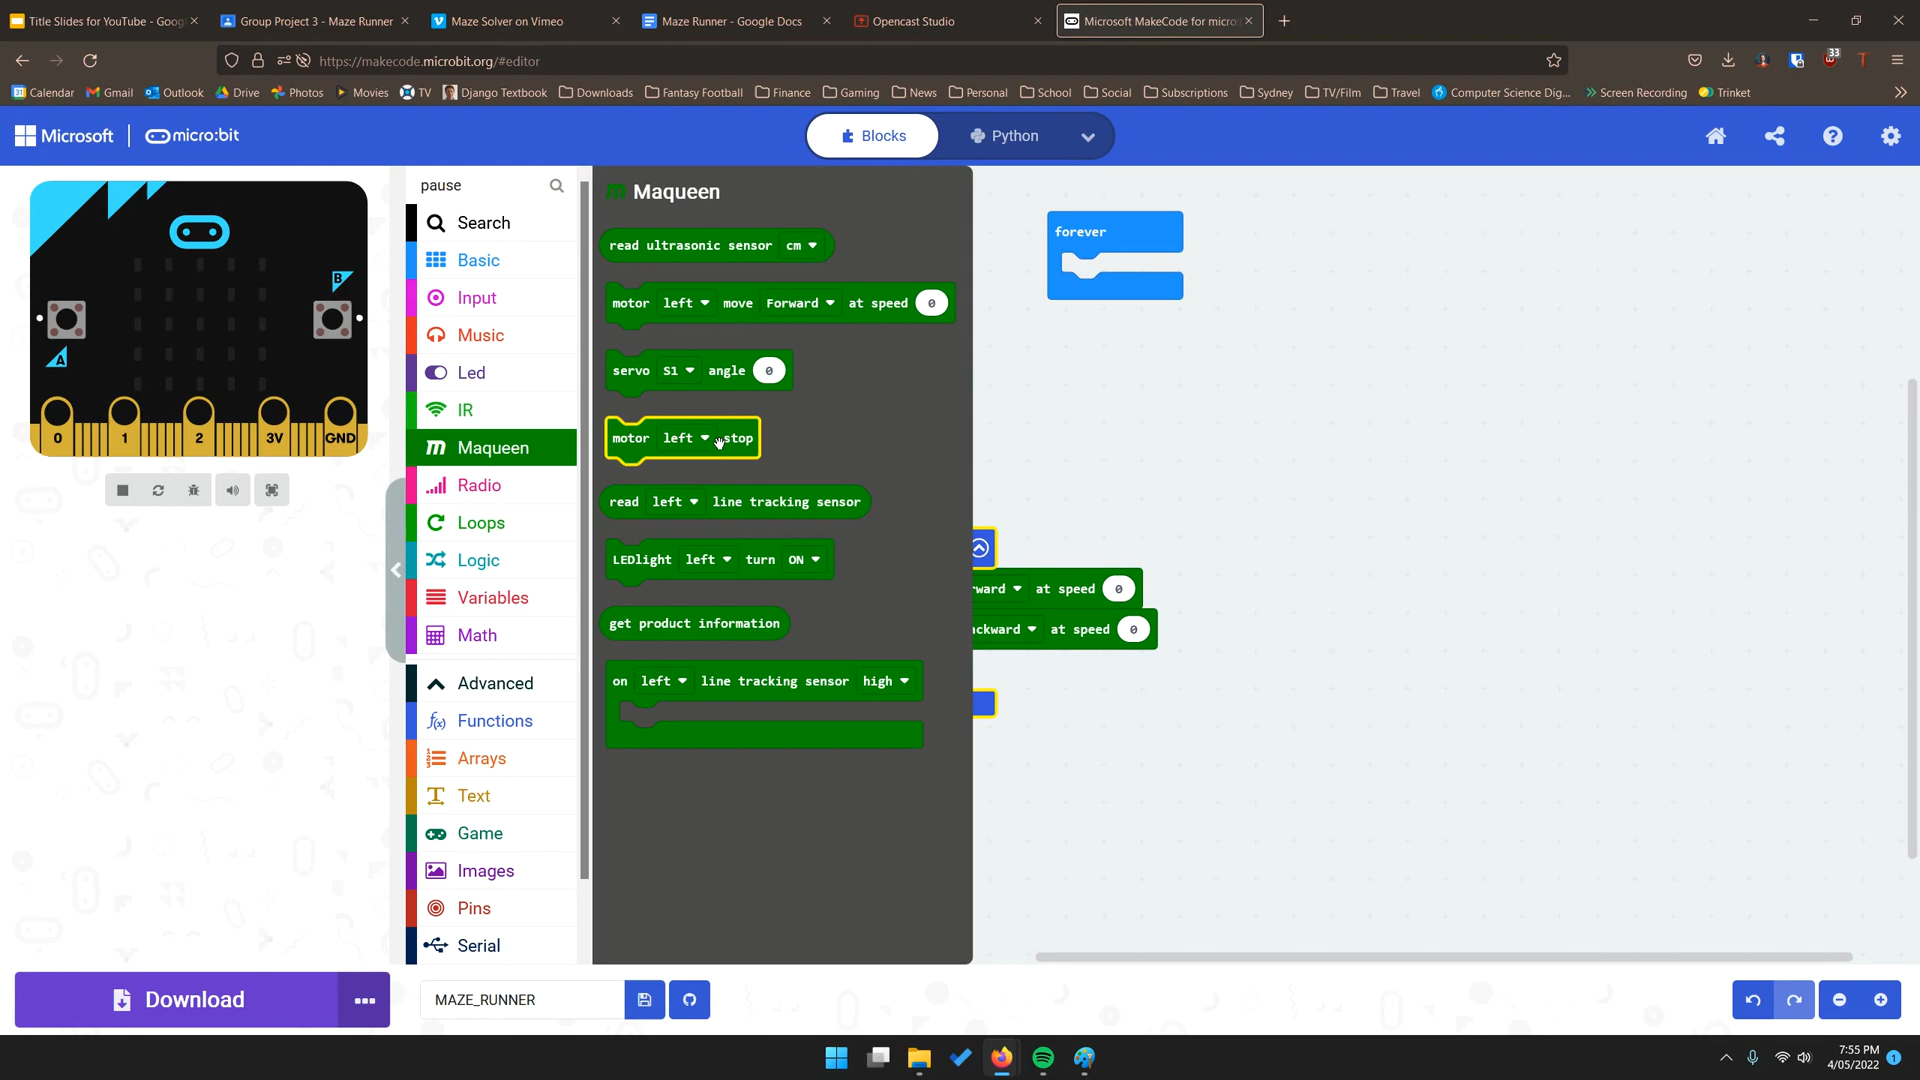 Title Slides for YouTube - Goog
Group Project 3 - Maze Runner
Maze Solver on Vimeo
Maze Runner - Google Docs
Opencast Studio
Microsoft MakeCode for micro:
https://makecode.microbit.org/#editor
33
Calendar
Gmail
Outlook
Drive
Photos
Movies
TV
Django Textbook
Downloads
Fantasy Football
Finance
Gaming
News
Personal
School
Social
Subscriptions
Sydney
TV/Film
Travel
Computer Science Dig...
Screen Recording
Trinket
Microsoft
micro:bit
Blocks
Python
B
A
0 1 2 3V GND
pause
Search
Basic
Input
Music
Led
IR
Maqueen
Radio
Loops
Logic
Variables
Math
Advanced
Functions
Arrays
Text
Game
Images
Pins
Serial
Maqueen
read ultrasonic sensor cm
motor left move Forward at speed 0
servo S1 angle 0
motor left stop
read left line tracking sensor
LEDlight left turn ON
get product information
on left line tracking sensor high
forever
ward at speed 0
ckward at speed 0
Download
MAZE_RUNNER
7:55 PM
4/05/2022
1